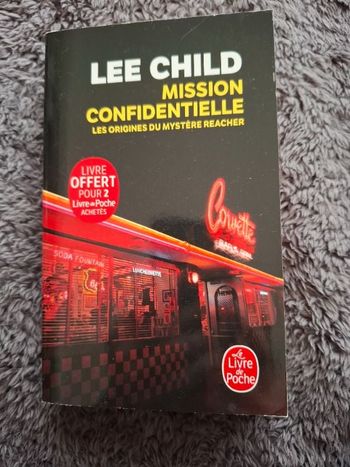 LEE CHILD
MISSION
CONFIDENTIELLE
LES ORIGINES DU MYSTÈRE REACHER
LIVRE
OFFERT
POUR 2
Livre de Poche
ACHETÉS
Corvette
SODA FOUNTAIN
LUNCHEONETTE
Le
Livre
de
Poche